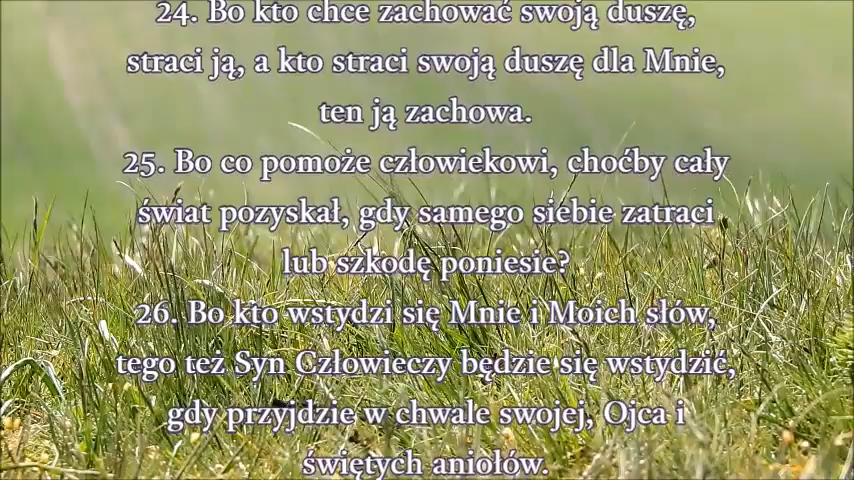 24. Bo kto chce zachować swoją duszę,
straci ją, a kto straci swoją duszę dla Mnie,
ten ją zachowa.
25. Bo co pomoże człowiekowi, choćby cały
świat pozyskał, gdy samego siebie zatraci
lub szkodę poniesie?
26. Bo kto wstydzi się Mnie i Moich słów,
tego też Syn Człowieczy będzie się wstydzić,
gdy przyjdzie w chwale swojej, Ojca i
świętych aniołów.